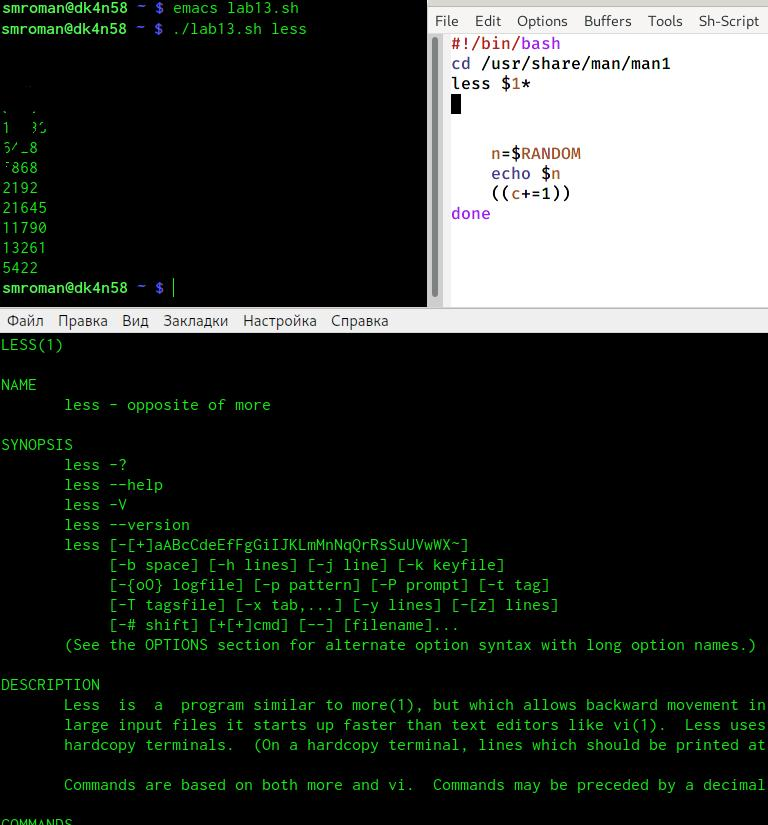 smroman@dk4n58 ~ $ emacs lab13.sh
smroman@dk4n58 ~ $ ./lab13.sh less
2192
21645
11790
13261
5422
smroman@dk4n58 ~ $
File Edit Options Buffers Tools Sh-Script
#!/bin/bash
cd /usr/share/man/man1
less $1*
n=$RANDOM
echo $n
((c+=1))
done
Файл Правка Вид Закладки Настройка Справка
LESS(1)
NAME
less - opposite of more
SYNOPSIS
less -?
less --help
less -V
less --version
less [-[+]aABcCdeEfFgGiIJKLmMnNqQrRsSuUVwWX~]
[-b space] [-h lines] [-j line] [-k keyfile]
[-{oO} logfile] [-p pattern] [-P prompt] [-t tag]
[-T tagsfile] [-x tab,...] [-y lines] [-[z] lines]
[-# shift] [+[+]cmd] [--] [filename]...
(See the OPTIONS section for alternate option syntax with long option names.)
DESCRIPTION
Less is a program similar to more(1), but which allows backward movement in
large input files it starts up faster than text editors like vi(1). Less uses
hardcopy terminals. (On a hardcopy terminal, lines which should be printed at
Commands are based on both more and vi. Commands may be preceded by a decimal
COMMANDS